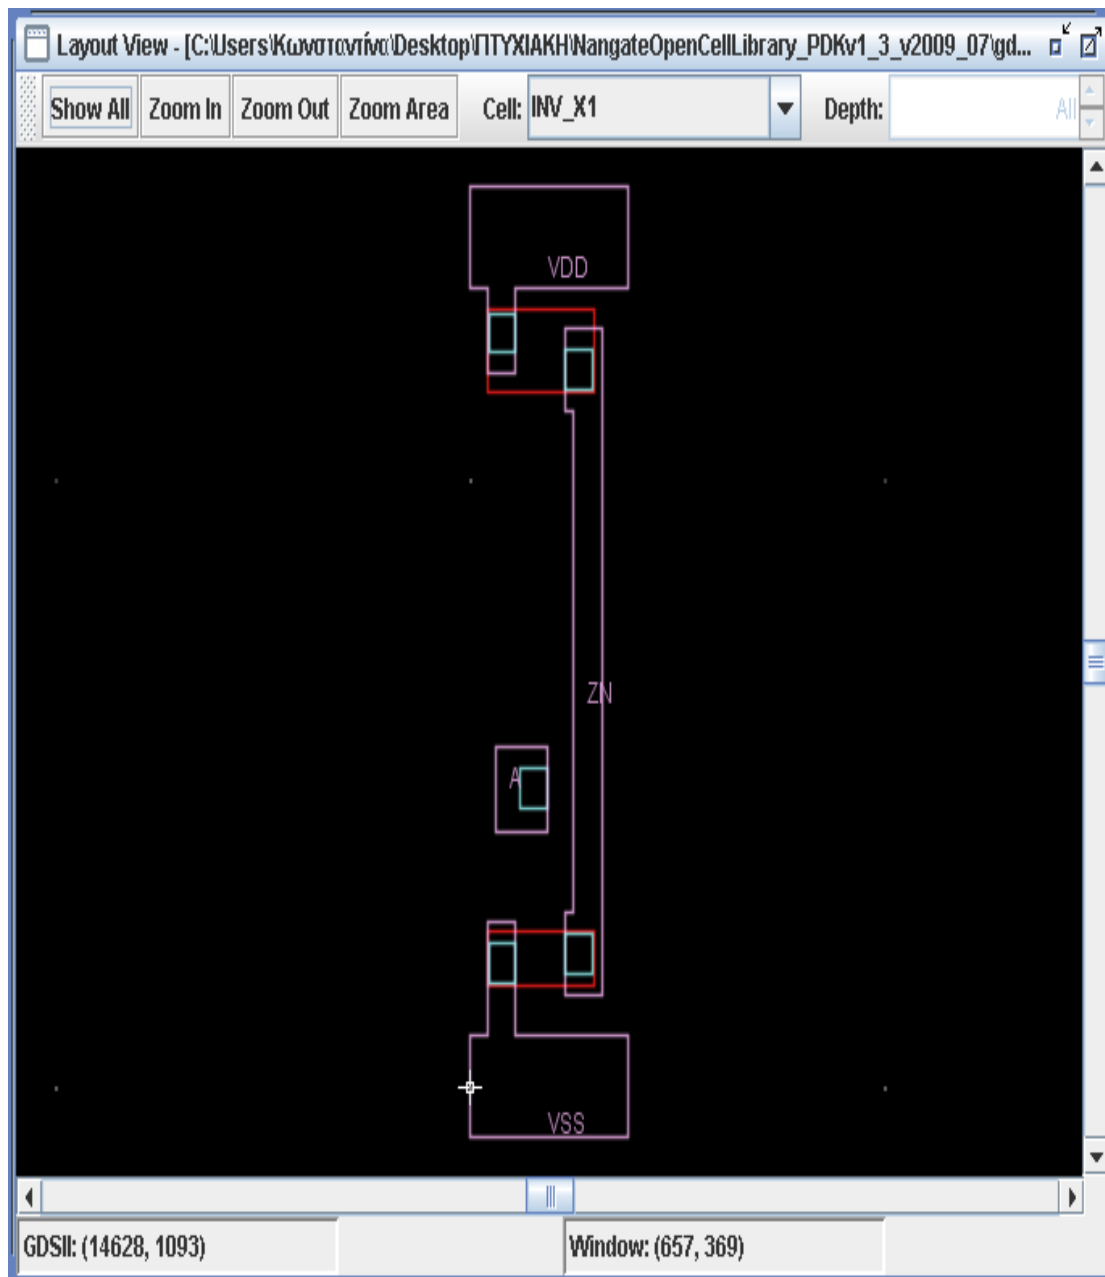 Layout View - [C:\Users\Κωνσταντίνα\Desktop\ΠΤΥΧΙΑΚΗ\NangateOpenCellLibrary_PDKv1_3_v2009_07\gd...
Show All Zoom In Zoom Out Zoom Area Cell: INV_X1 Depth: All
VDD
ZN
A
VSS
GDSII: (14628, 1093) Window: (657, 369)